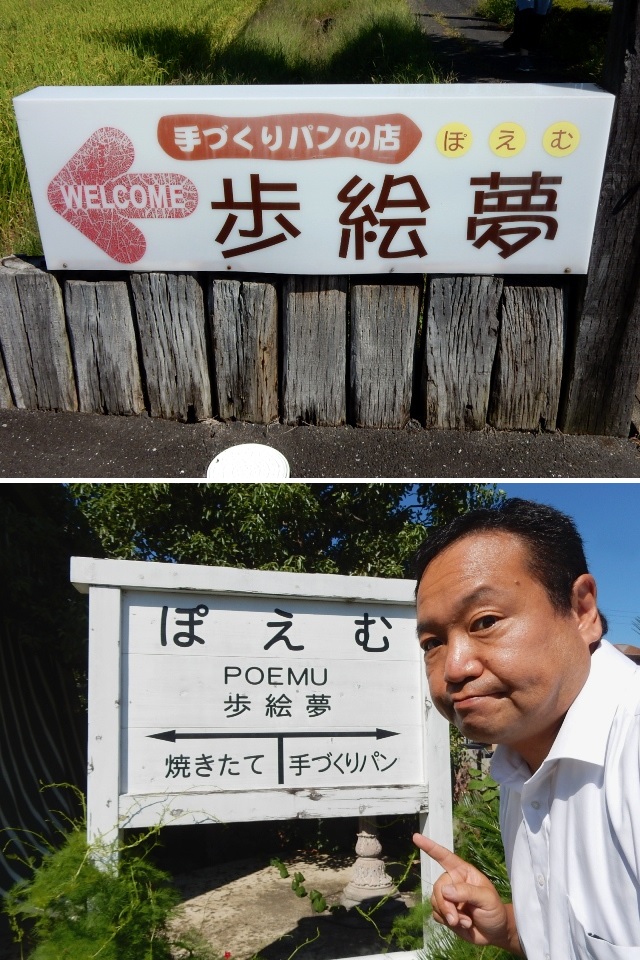 手づくりパンの店 ぽえむ
WELCOME 歩絵夢
ぽえむ
POEMU
歩絵夢
焼きたて 手づくりパン